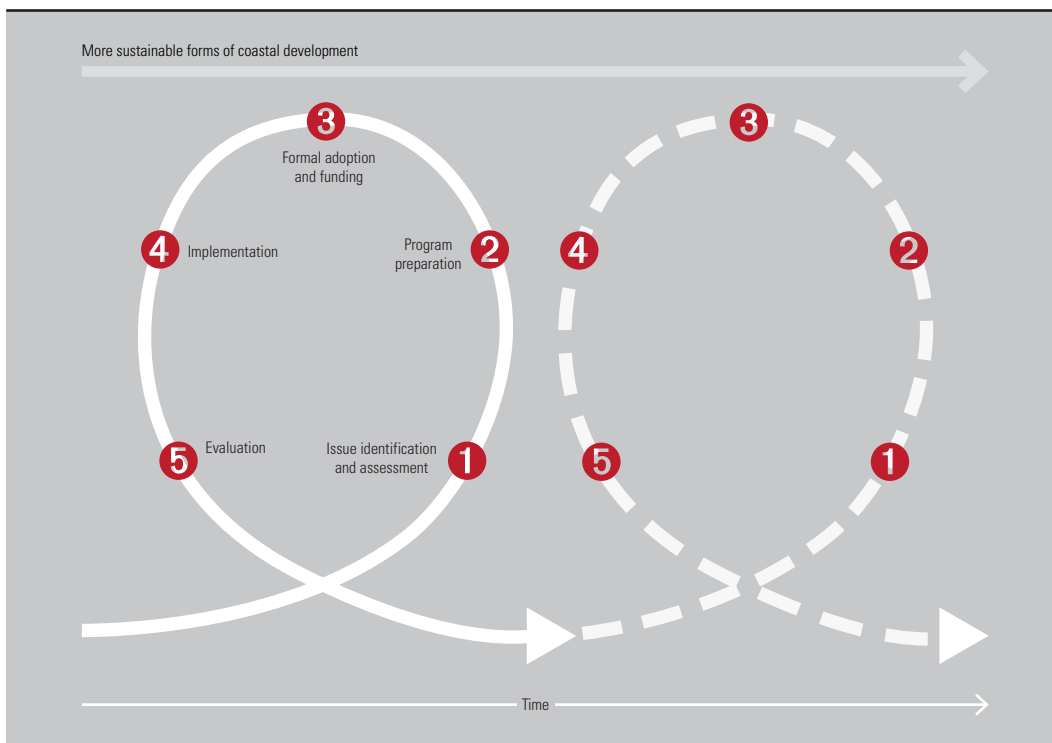 More sustainable forms of coastal development
3
3
Formal adoption
and funding
4
Implementation
Program
preparation
2
4
2
5
Evaluation
Issue identification
and assessment
1
5
1
Time